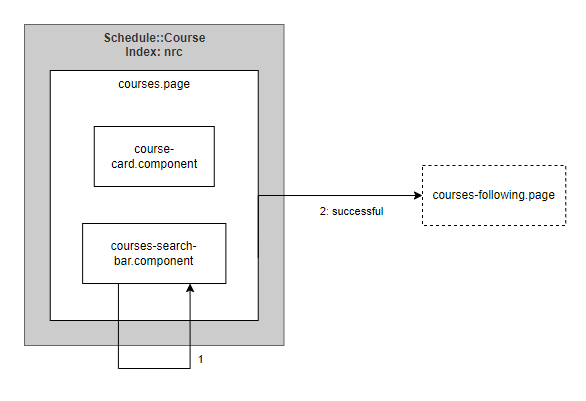 Schedule::Course
Index: nrc
courses.page
course-
card.component
courses-following.page
2: successful
courses-search-
bar.component
1